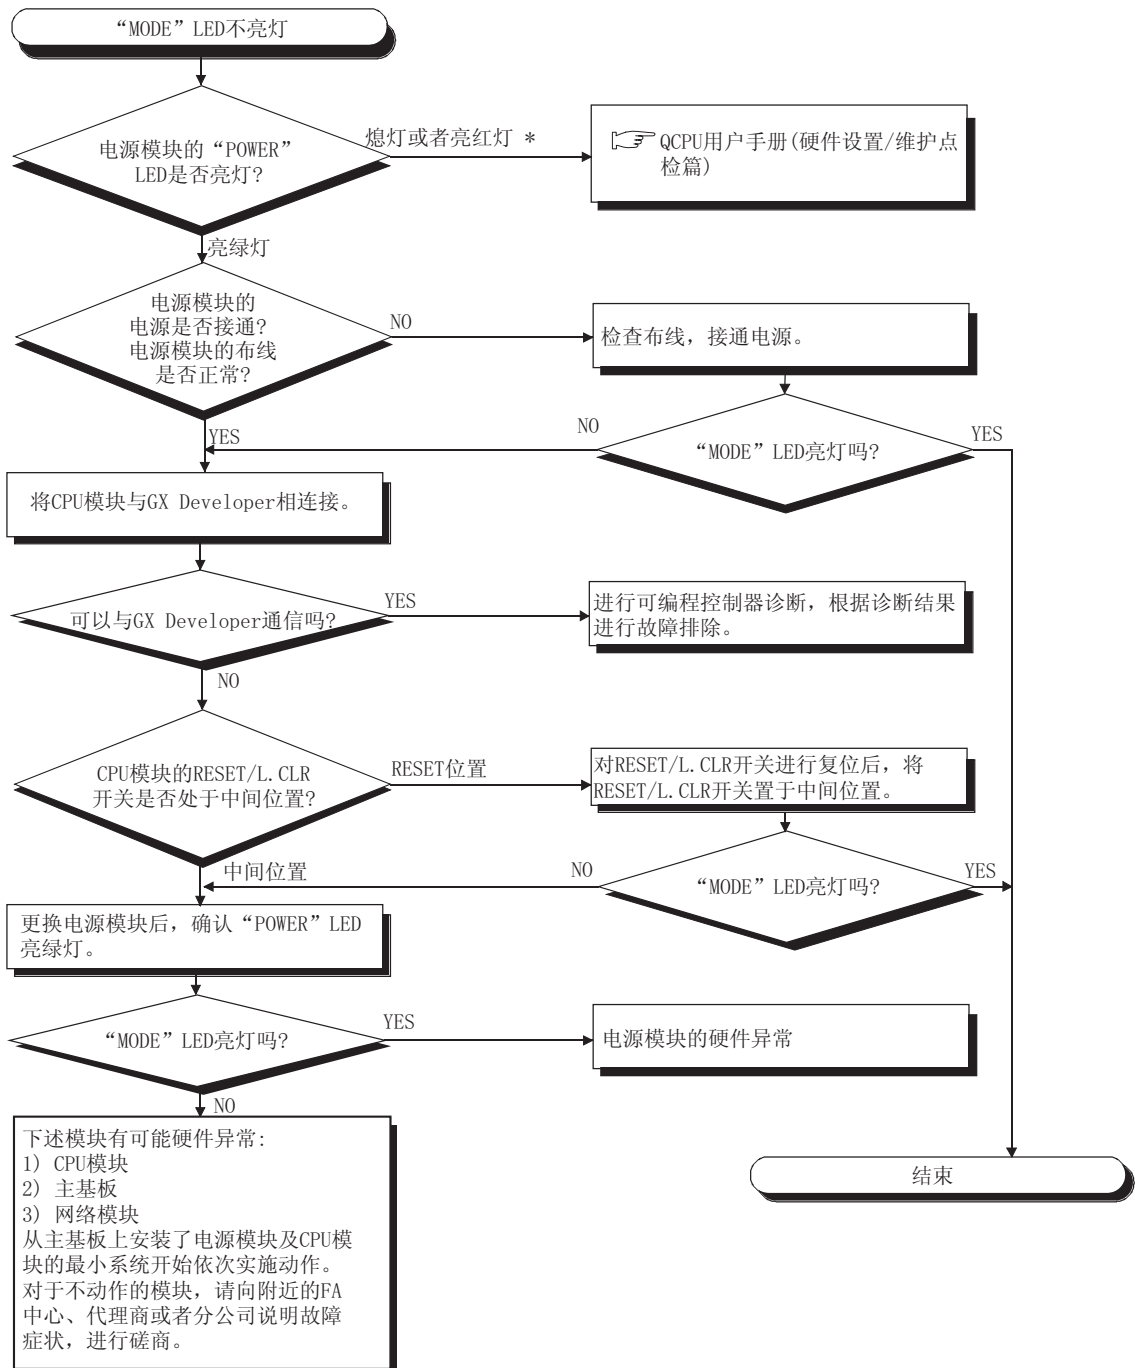 “MODE”LED不亮灯
电源模块的“POWER”
LED是否亮灯?
熄灯或者亮红灯 *
QCPU用户手册(硬件设置/维护点
检篇)
亮绿灯
电源模块的
电源是否接通?
电源模块的布线
是否正常?
NO
检查布线，接通电源。
YES
NO
“MODE”LED亮灯吗?
YES
将CPU模块与GX Developer相连接。
可以与GX Developer通信吗?
YES
进行可编程控制器诊断，根据诊断结果
进行故障排除。
NO
CPU模块的RESET/L.CLR
开关是否处于中间位置?
RESET位置
对RESET/L.CLR开关进行复位后，将
RESET/L.CLR开关置于中间位置。
中间位置
NO
“MODE”LED亮灯吗?
YES
更换电源模块后，确认“POWER”LED
亮绿灯。
“MODE”LED亮灯吗?
YES
电源模块的硬件异常
NO
下述模块有可能硬件异常:
1) CPU模块
2) 主基板
3) 网络模块
从主基板上安装了电源模块及CPU模
块的最小系统开始依次实施动作。
对于不动作的模块，请向附近的FA
中心、代理商或者分公司说明故障
症状，进行磋商。
结束